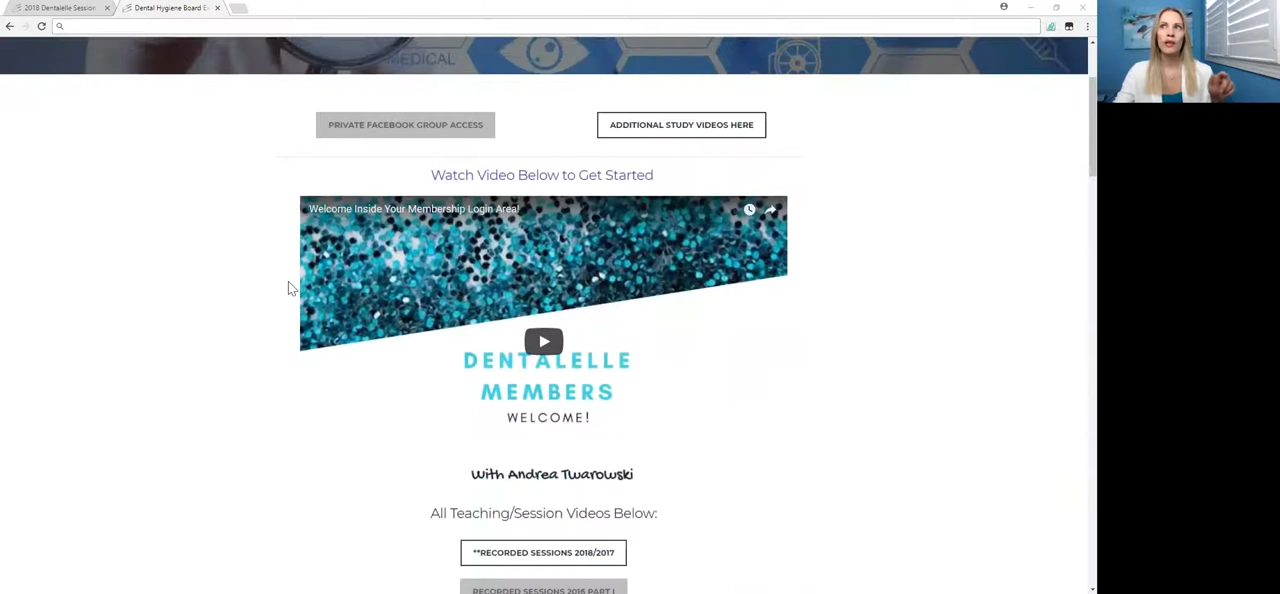 2018 Dentalelle Session
Dental Hygiene Board E
MEDICAL
PRIVATE FACEBOOK GROUP ACCESS
ADDITIONAL STUDY VIDEOS HERE
Watch Video Below to Get Started
Welcome Inside Your Membership Login Area!
DENTALELLE
MEMBERS
WELCOME!
With Andrea Twarowski
All Teaching/Session Videos Below:
**RECORDED SESSIONS 2018/2017
RECORDED SESSIONS 2016 PART I